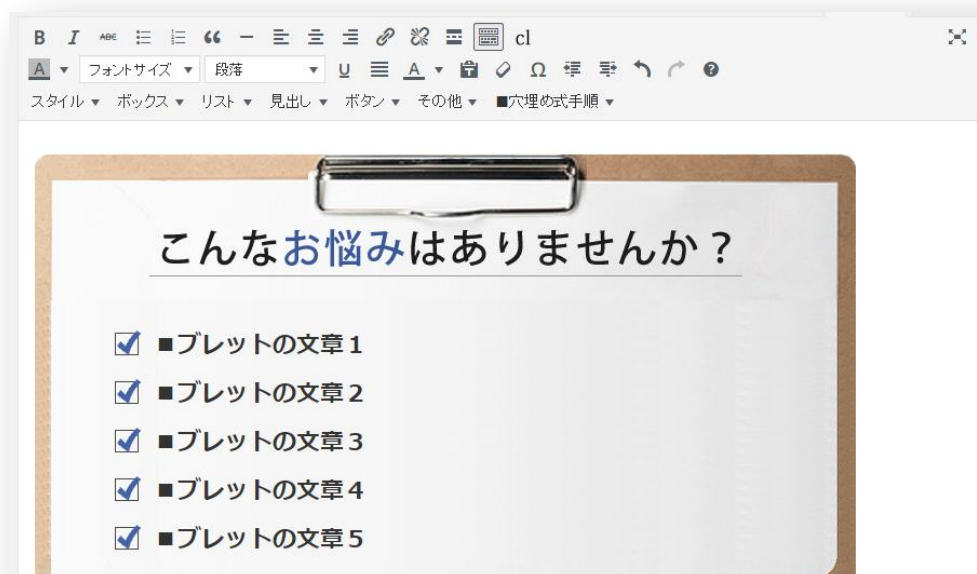 B I ABC “ cl
A フォントサイズ 段落 U A T Ω ?
スタイル ボックス リスト 見出し ボタン その他 ■穴埋め式手順
こんなお悩みはありませんか？
■ブレットの文章１
■ブレットの文章２
■ブレットの文章３
■ブレットの文章４
■ブレットの文章５